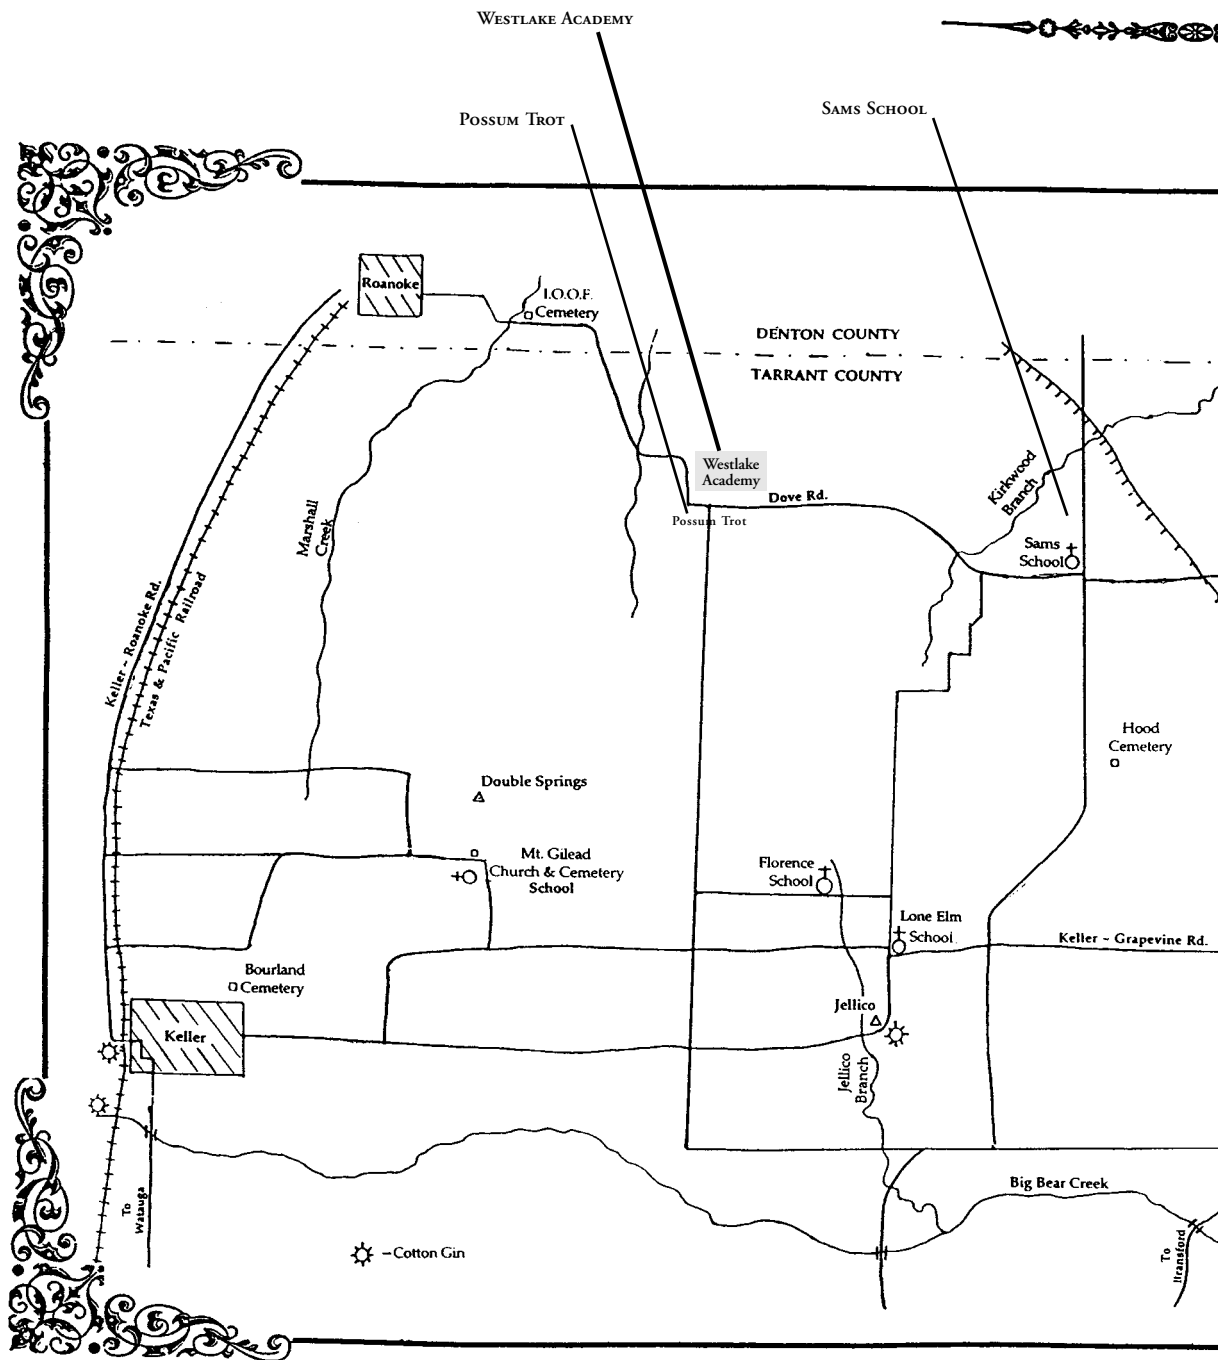 WESTLAKE ACADEMY
POSSUM TROT
SAMS SCHOOL
Roanoke
I.O.O.F.
Cemetery
DENTON COUNTY
TARRANT COUNTY
Westlake
Academy
Dove Rd.
Possum Trot
Kirkwood
Branch
Sams
School
Marshall
Creek
Keller - Roanoke Rd.
Texas & Pacific Railroad
Hood
Cemetery
Double Springs
Mt. Gilead
Church & Cemetery
School
Florence
School
Lone Elm
School
Keller - Grapevine Rd.
Bourland
Cemetery
Keller
Jellico
Jellico
Branch
Big Bear Creek
To
Watauga
To
Bransford
-Cotton Gin